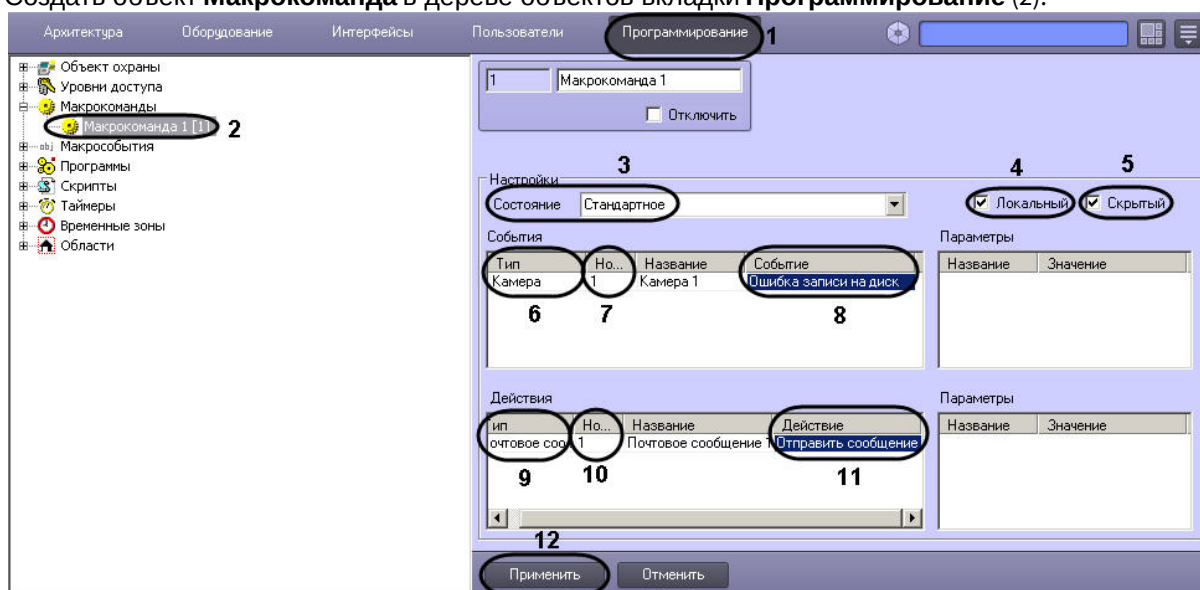 Создать объект Макрокоманда в дереве объектов вкладки Программирование (2).
Архитектура Оборудование Интерфейсы Пользователи Программирование 1
Объект охраны
Уровни доступа
Макрокоманды
Макрокоманда 1 [1] 2
obj Макрособытия
Программы
Скрипты
Таймеры
Временные зоны
Области
1 Макрокоманда 1
Отключить
3 4 5
Настройки
Состояние Стандартное Локальный Скрытый
События Параметры
Тип Но... Название Событие Название Значение
Камера 1 Камера 1 Ошибка записи на диск
6 7 8
Действия Параметры
ип Но... Название Действие Название Значение
очтовое соо 1 Почтовое сообщение 1 Отправить сообщение
9 10 11
12
Применить Отменить